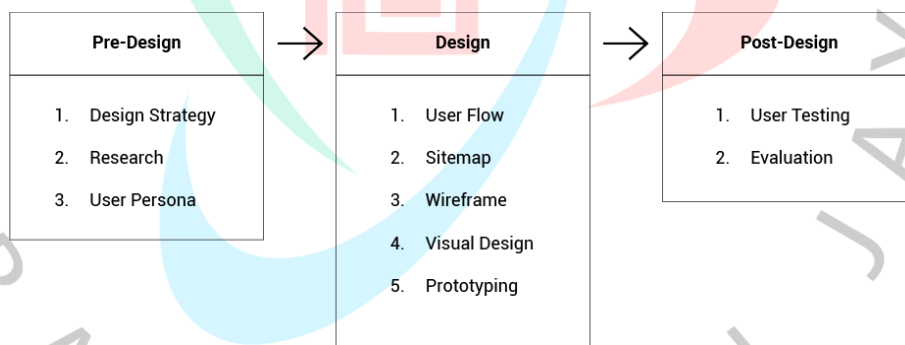 Pre-Design
1. Design Strategy
2. Research
3. User Persona
Design
1. User Flow
2. Sitemap
3. Wireframe
4. Visual Design
5. Prototyping
Post-Design
1. User Testing
2. Evaluation
J A Y